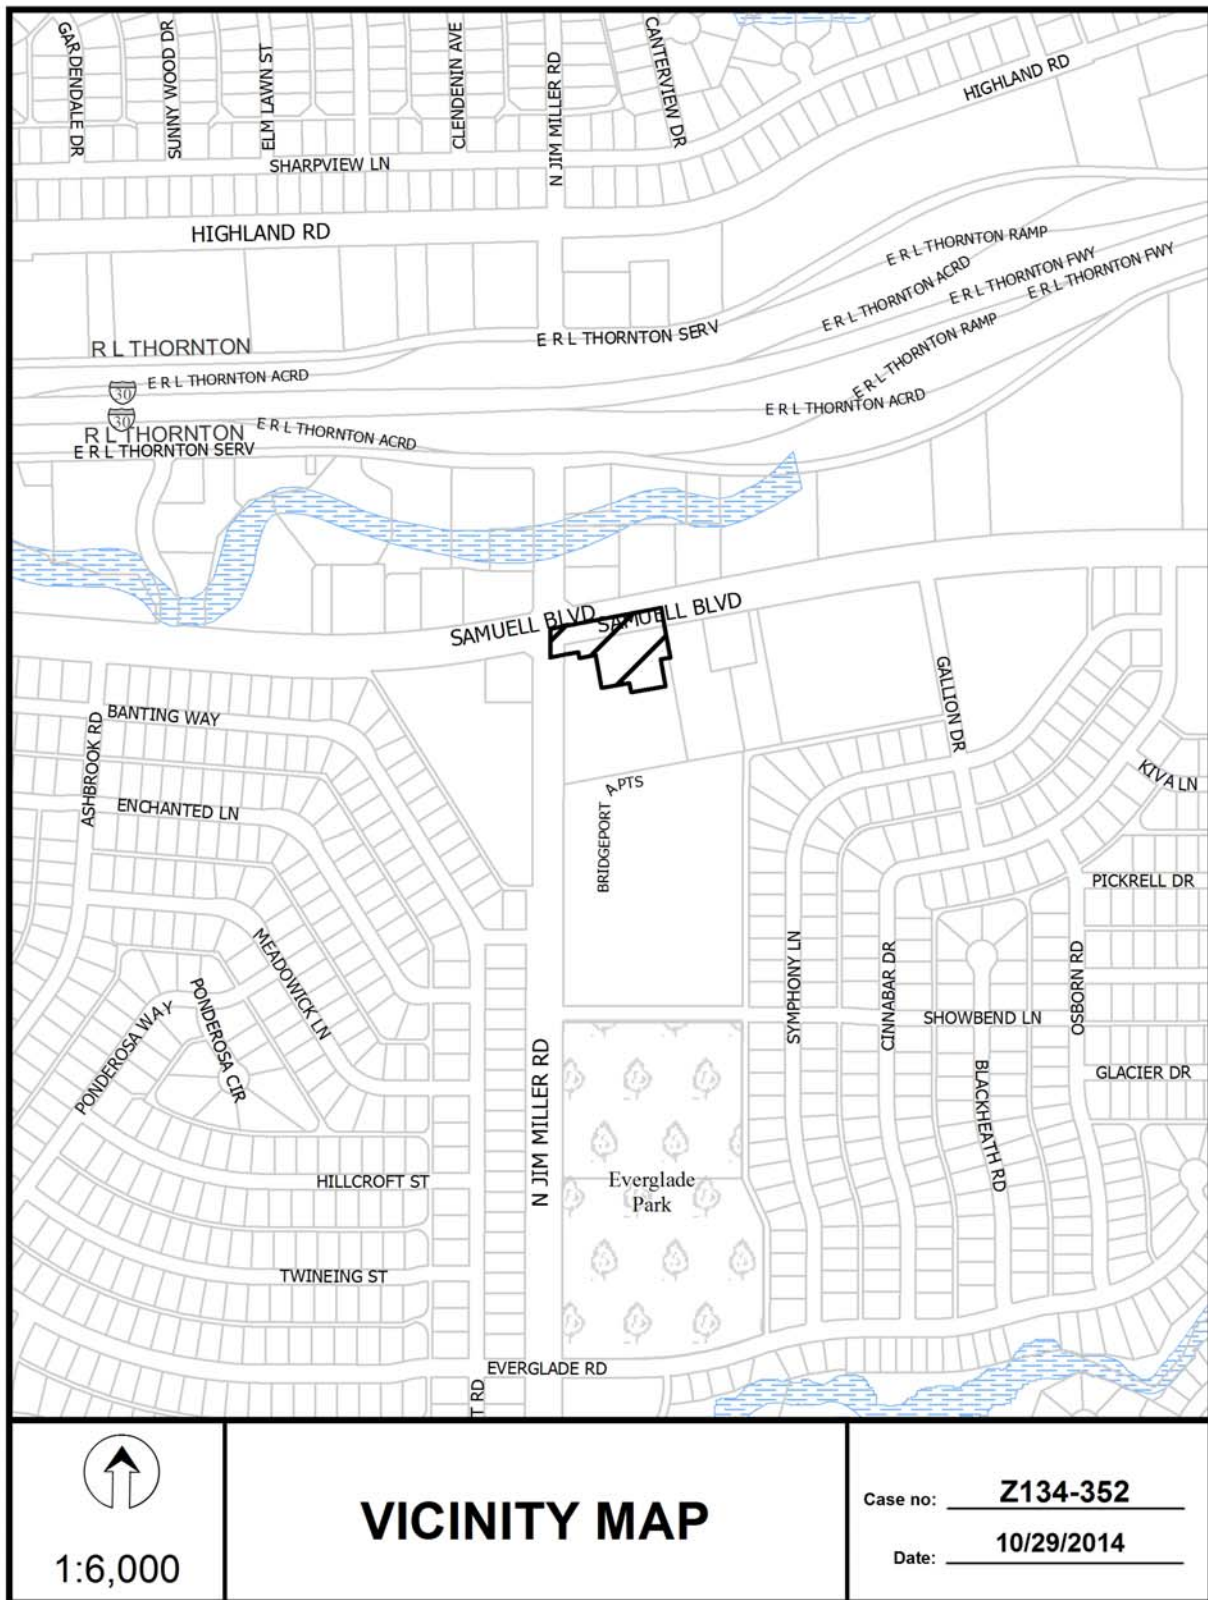 GARDENDALE DR
SUNNY WOOD DR
ELM LAWN ST
CLENDENIN AVE
N JIM MILLER RD
CANTERVIEW DR
HIGHLAND RD
SHARPVIEW LN
HIGHLAND RD
E R L THORNTON RAMP
E R L THORNTON ACRD
E R L THORNTON FWY
E R L THORNTON FWY
E R L THORNTON SERV
R L THORNTON
E R L THORNTON RAMP
E R L THORNTON ACRD
30
E R L THORNTON ACRD
30
R L THORNTON
E R L THORNTON ACRD
E R L THORNTON SERV
SAMUELL BLVD
SAMUELL BLVD
GALLION DR
BANTING WAY
ASHBROOK RD
ENCHANTED LN
KIVA LN
BRIDGEPORT
APTS
PICKRELL DR
MEADOWICK LN
PONDEROSA WAY
PONDEROSA CIR
SYMPHONY LN
CINNABAR DR
OSBORN RD
SHOWBEND LN
GLACIER DR
BLACKHEATH RD
N JIM MILLER RD
Everglade
Park
HILLCROFT ST
TWINEING ST
EVERGLADE RD
T RD
1:6,000
VICINITY MAP
Case no: Z134-352
Date: 10/29/2014